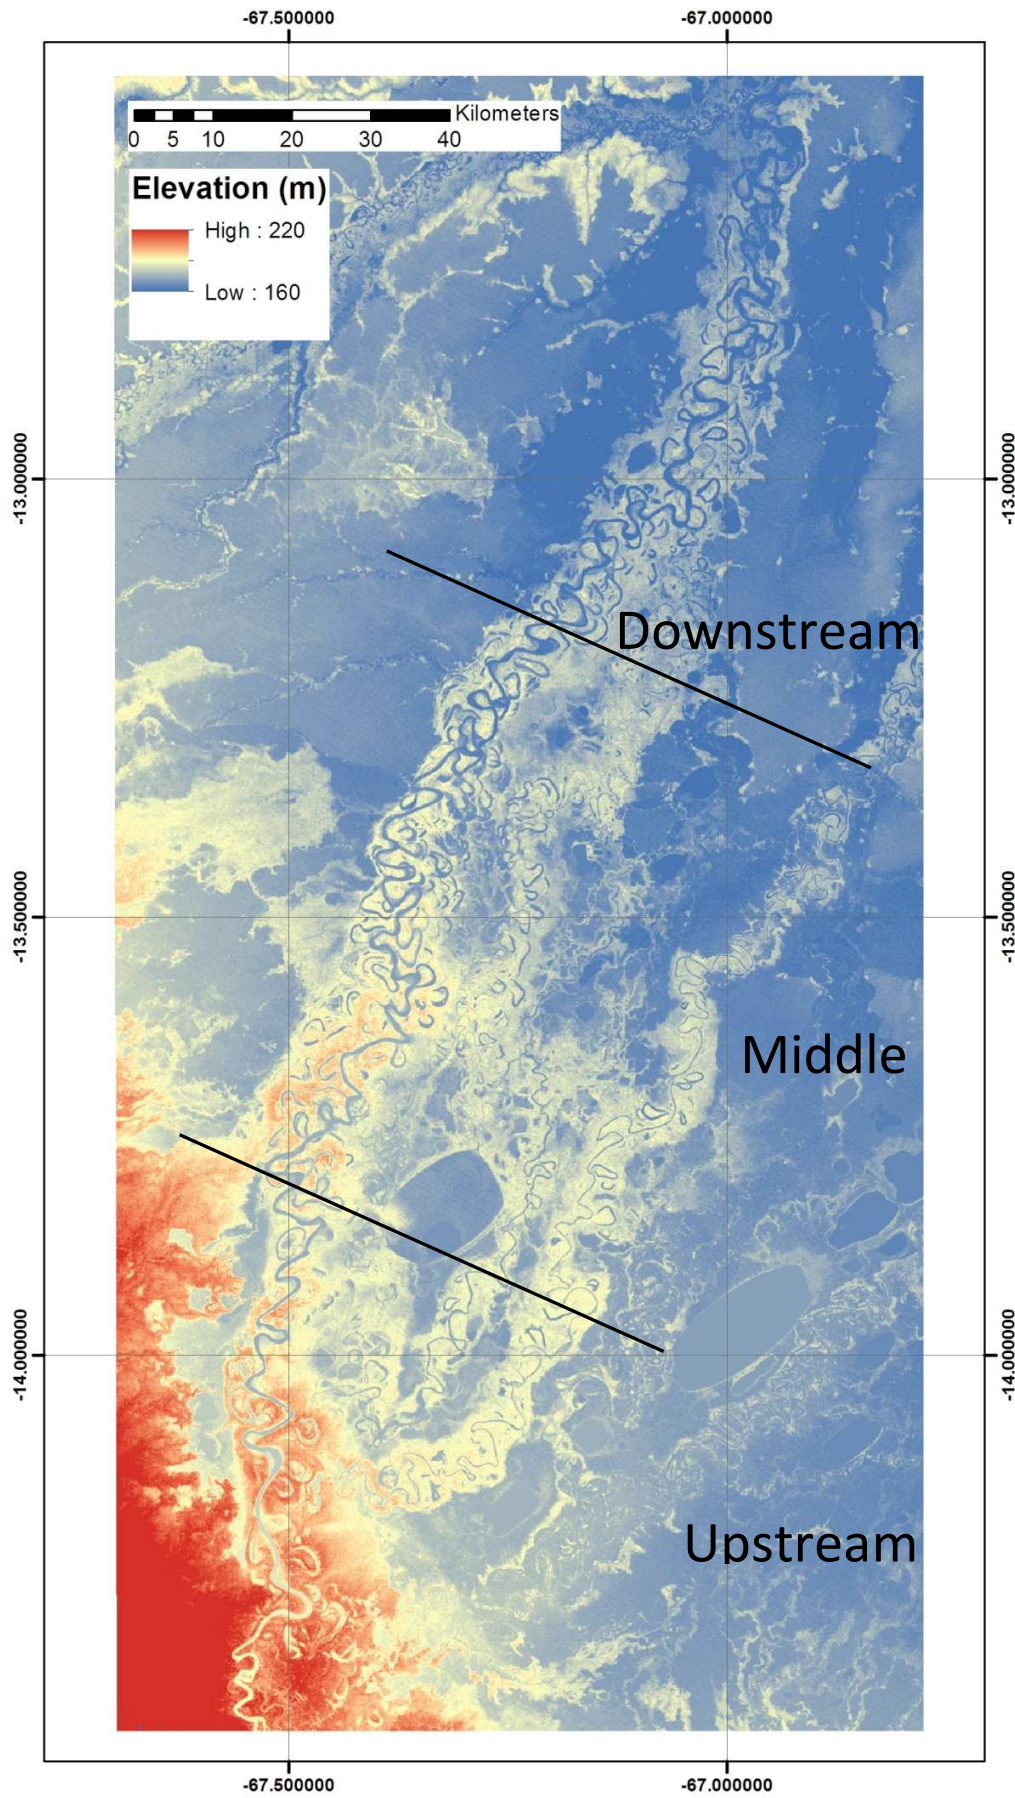 -67.500000 -67.000000
Kilometers
0 5 10 20 30 40
Elevation (m)
High : 220
Low : 160
-13.000000 -13.000000
Downstream
-13.500000 -13.500000
Middle
-14.000000 -14.000000
Upstream
-67.500000 -67.000000